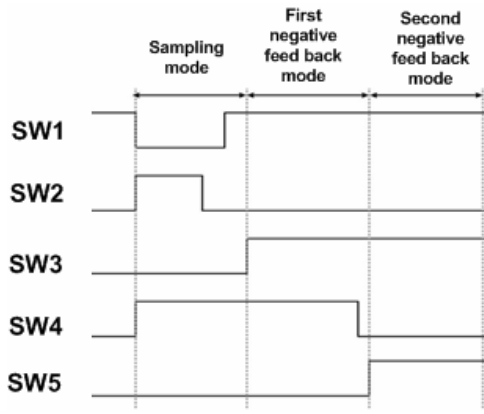 Sampling
mode
First
negative
feed back
mode
Second
negative
feed back
mode
SW1
SW2
SW3
SW4
SW5